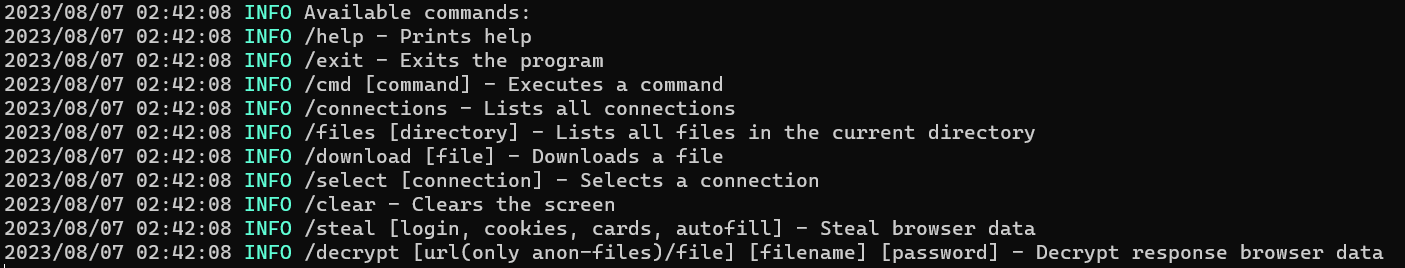 2023/08/07 02:42:08 INFO Available commands:
2023/08/07 02:42:08 INFO /help - Prints help
2023/08/07 02:42:08 INFO /exit - Exits the program
2023/08/07 02:42:08 INFO /cmd [command] - Executes a command
2023/08/07 02:42:08 INFO /connections - Lists all connections
2023/08/07 02:42:08 INFO /files [directory] - Lists all files in the current directory
2023/08/07 02:42:08 INFO /download [file] - Downloads a file
2023/08/07 02:42:08 INFO /select [connection] - Selects a connection
2023/08/07 02:42:08 INFO /clear - Clears the screen
2023/08/07 02:42:08 INFO /steal [login, cookies, cards, autofill] - Steal browser data
2023/08/07 02:42:08 INFO /decrypt [url(only anon-files)/file] [filename] [password] - Decrypt response browser data